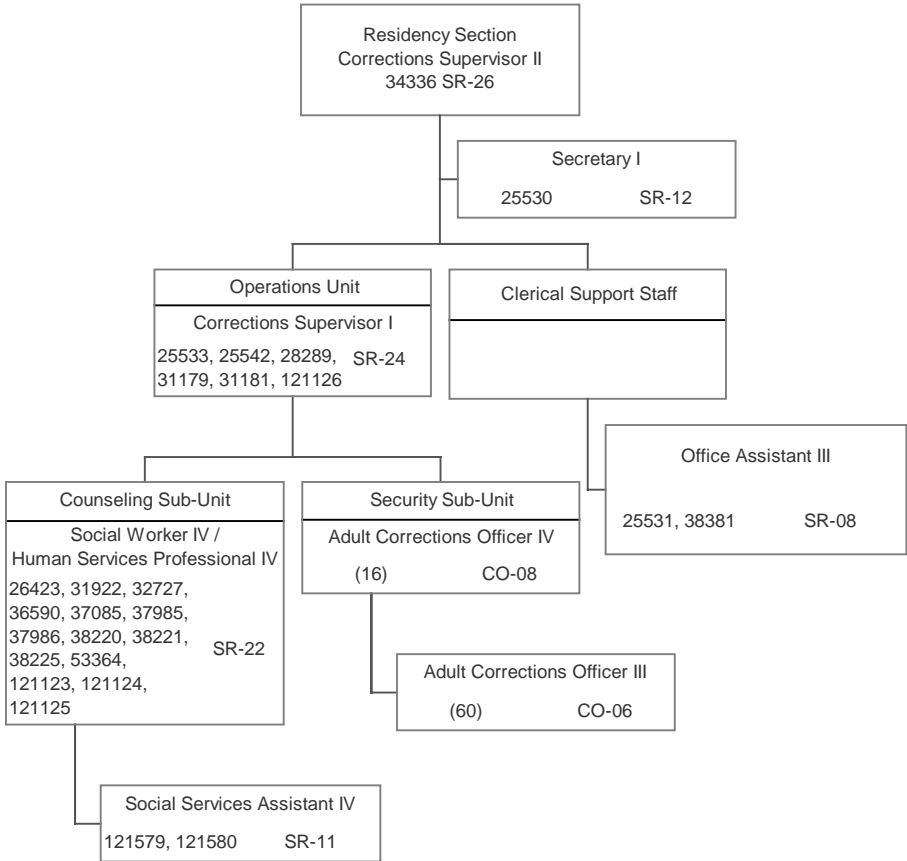 Residency Section
Corrections Supervisor II
34336 SR-26
Secretary I
25530 SR-12
Operations Unit
Corrections Supervisor I
25533, 25542, 28289, SR-24
31179, 31181, 121126
Clerical Support Staff
Office Assistant III
25531, 38381 SR-08
Counseling Sub-Unit
Social Worker IV /
Human Services Professional IV
26423, 31922, 32727,
36590, 37085, 37985,
37986, 38220, 38221,
38225, 53364, SR-22
121123, 121124,
121125
Security Sub-Unit
Adult Corrections Officer IV
(16) CO-08
Adult Corrections Officer III
(60) CO-06
Social Services Assistant IV
121579, 121580 SR-11